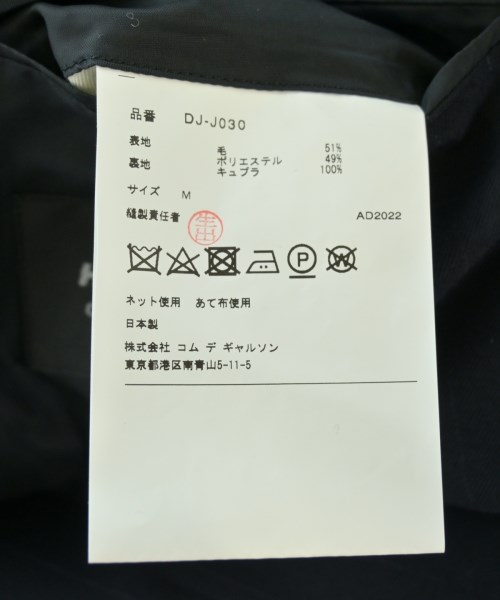 品番 DJ-J030
表地 毛 51%
ポリエステル 49%
裏地 キュプラ 100%
サイズ M
縫製責任者 AD2022
P
W
ネット使用 あて布使用
日本製
株式会社 コム デ ギャルソン
東京都港区南青山5-11-5